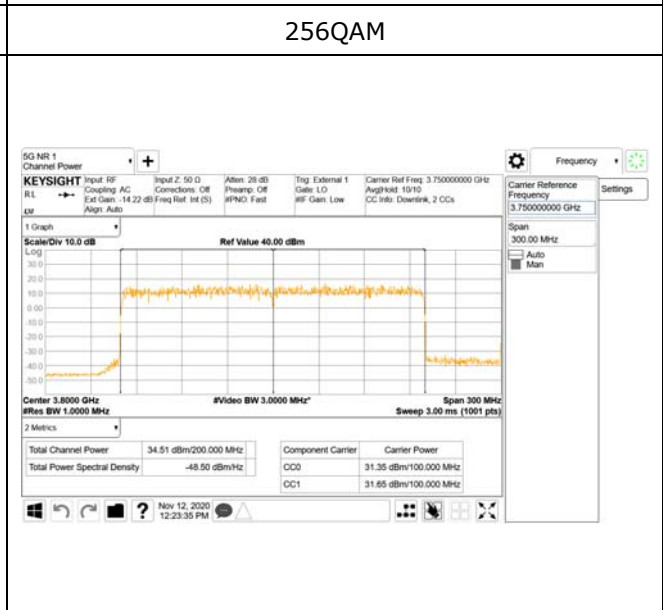 256QAM
5G NR 1
Channel Power
Frequency
KEYSIGHT
RL
Input: RF
Coupling: AC
Ext Gain: -14.22 dB
Align: Auto
Input Z: 50 Ω
Corrections: Off
Freq Ref: Int (S)
Atten: 28 dB
Preamp: Off
#PNO: Fast
Trig: External 1
Gate: LO
#IF Gain: Low
Carrier Ref Freq: 3.750000000 GHz
Avg|Hold: 10/10
CC Info: Downlink, 2 CCs
Carrier Reference
Frequency
3.750000000 GHz
Settings
Span
300.00 MHz
Auto
Man
1 Graph
Scale/Div 10.0 dB
Ref Value 40.00 dBm
Log
30.0
20.0
10.0
0.00
-10.0
-20.0
-30.0
-40.0
-50.0
Center 3.8000 GHz
#Video BW 3.0000 MHz*
Span 300 MHz
#Res BW 1.0000 MHz
Sweep 3.00 ms (1001 pts)
2 Metrics
Total Channel Power 34.51 dBm/200.000 MHz
Total Power Spectral Density -48.50 dBm/Hz
Component Carrier Carrier Power
CC0 31.35 dBm/100.000 MHz
CC1 31.65 dBm/100.000 MHz
?
Nov 12, 2020
12:23:35 PM